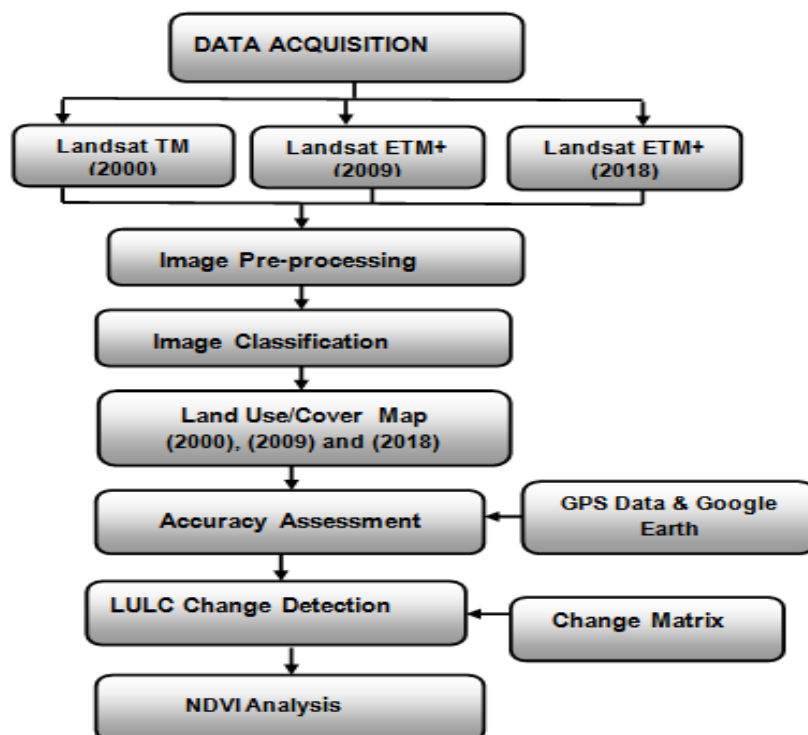 DATA ACQUISITION
Landsat TM
(2000)
Landsat ETM+
(2009)
Landsat ETM+
(2018)
Image Pre-processing
Image Classification
Land Use/Cover Map
(2000), (2009) and (2018)
Accuracy Assessment
GPS Data & Google
Earth
LULC Change Detection
Change Matrix
NDVI Analysis